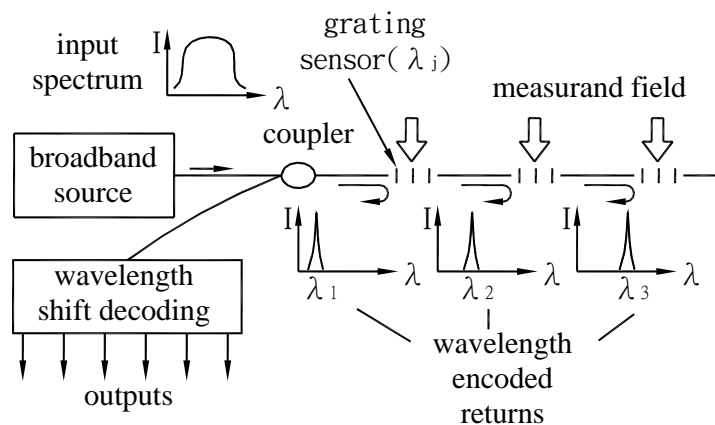 input
spectrum
I
λ
grating
sensor(λj)
measurand field
coupler
broadband
source
I
λ
λ1
I
λ
λ2
I
λ
λ3
wavelength
shift decoding
wavelength
encoded
returns
outputs